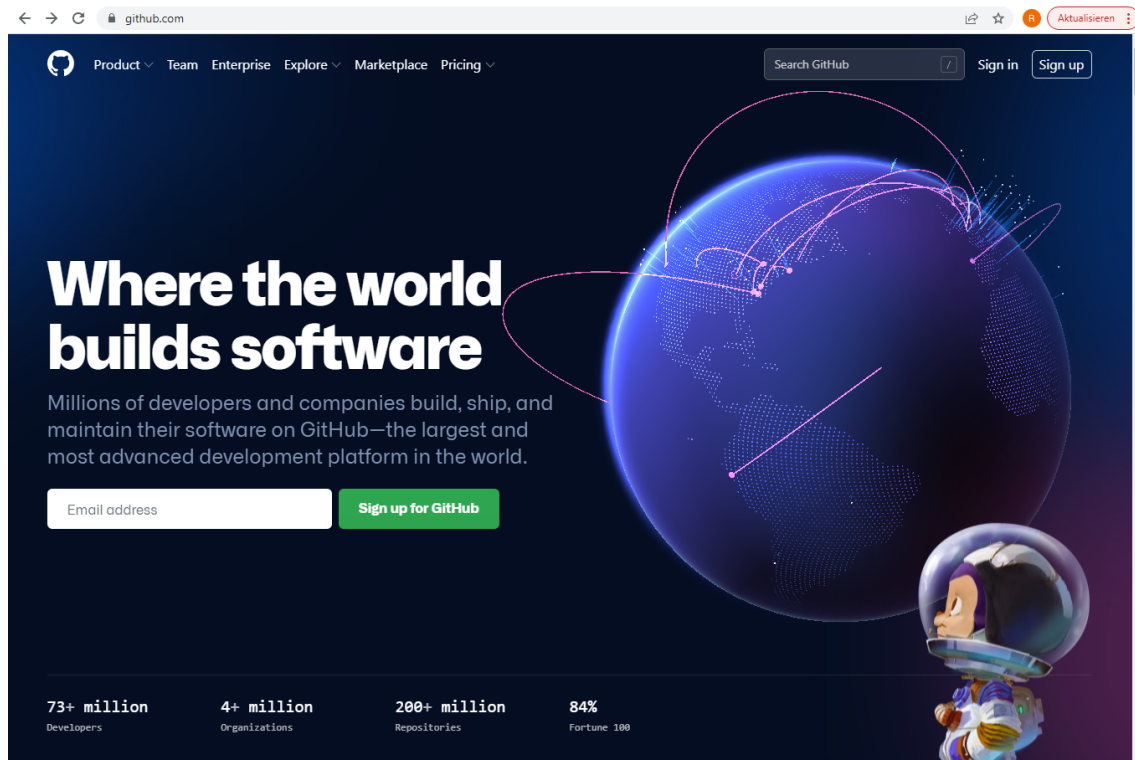 github.com
R
Aktualisieren
Product Team Enterprise Explore Marketplace Pricing
Search GitHub /
Sign in Sign up
Where the world
builds software
Millions of developers and companies build, ship, and
maintain their software on GitHub—the largest and
most advanced development platform in the world.
Email address
Sign up for GitHub
73+ million 4+ million 200+ million 84%
Developers Organizations Repositories Fortune 100